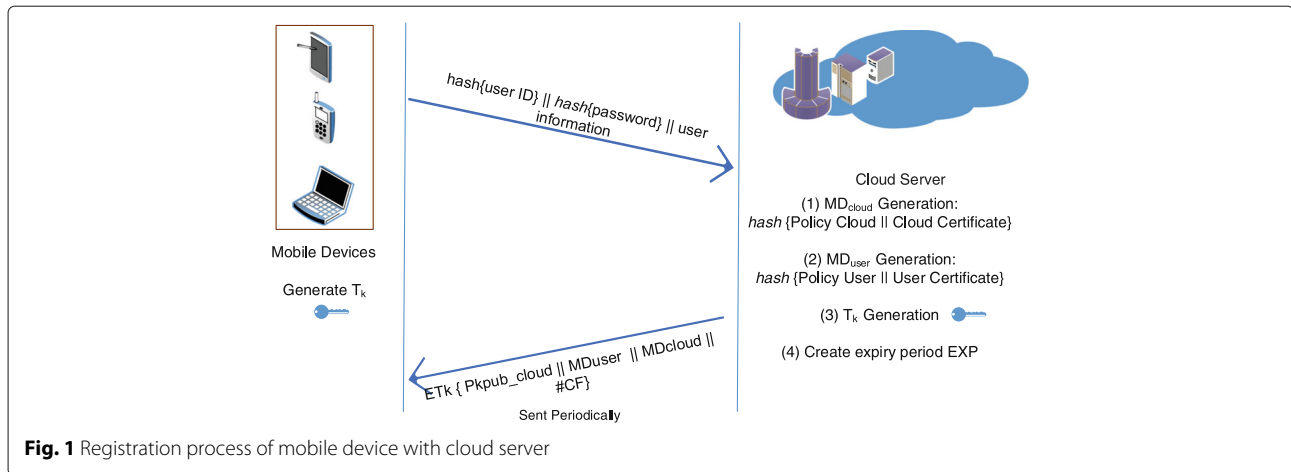 hash{user ID} || hash{password} || user
information
Mobile Devices
Generate Tk
Cloud Server
(1) MDcloud Generation:
hash {Policy Cloud || Cloud Certificate}
(2) MDuser Generation:
hash {Policy User || User Certificate}
(3) Tk Generation
(4) Create expiry period EXP
ETk { Pkpub_cloud || MDuser || MDcloud ||
#CF}
Sent Periodically
Fig. 1 Registration process of mobile device with cloud server